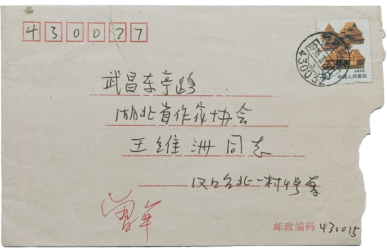 430027
武昌东亭路
湖北省作家协会
王维洲同志
汉口台北一村4号
邮政编码 430015